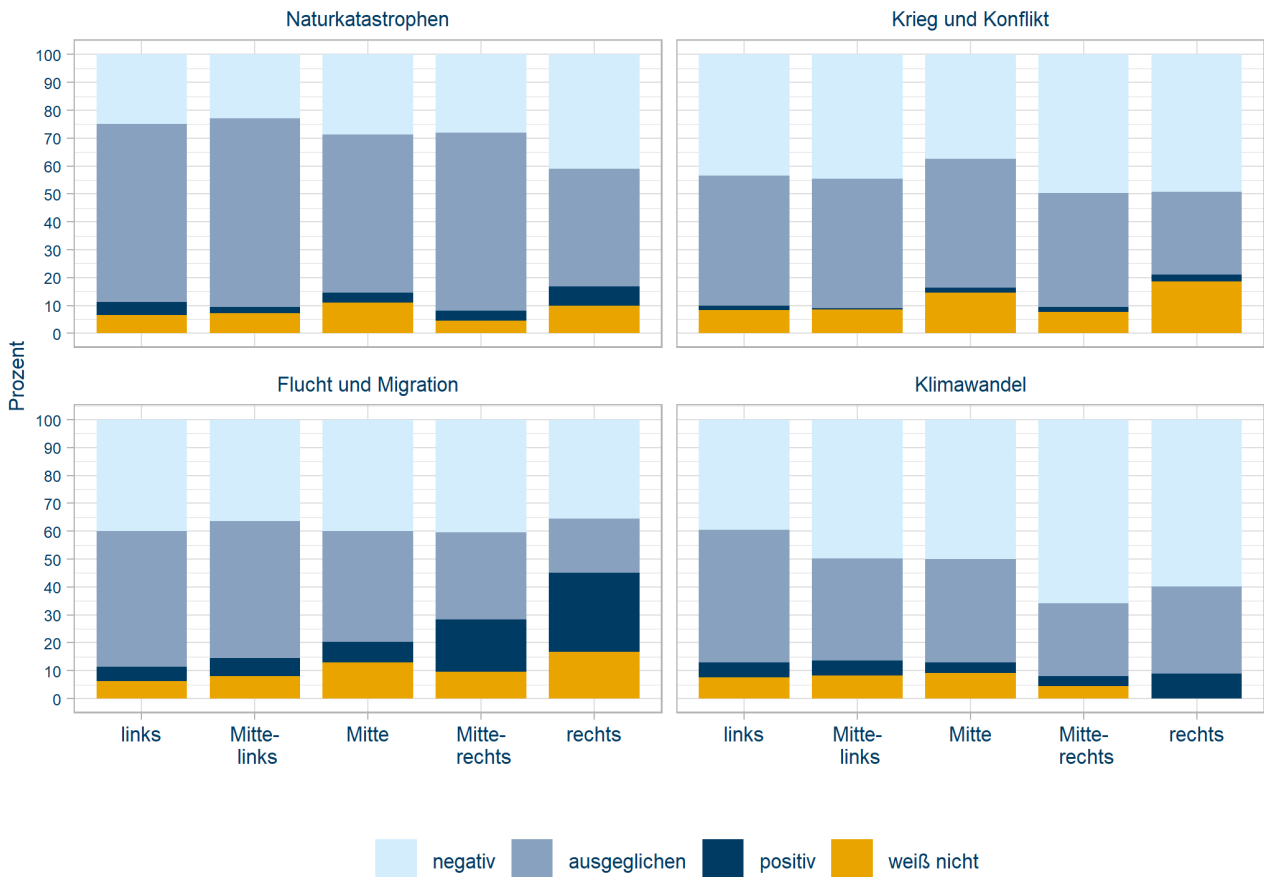 Naturkatastrophen
Krieg und Konflikt
100
90
80
70
60
50
40
30
20
10
0
Prozent
Flucht und Migration
Klimawandel
100
90
80
70
60
50
40
30
20
10
0
links
Mitte-
links
Mitte
Mitte-
rechts
rechts
links
Mitte-
links
Mitte
Mitte-
rechts
rechts
negativ
ausgeglichen
positiv
weiß nicht